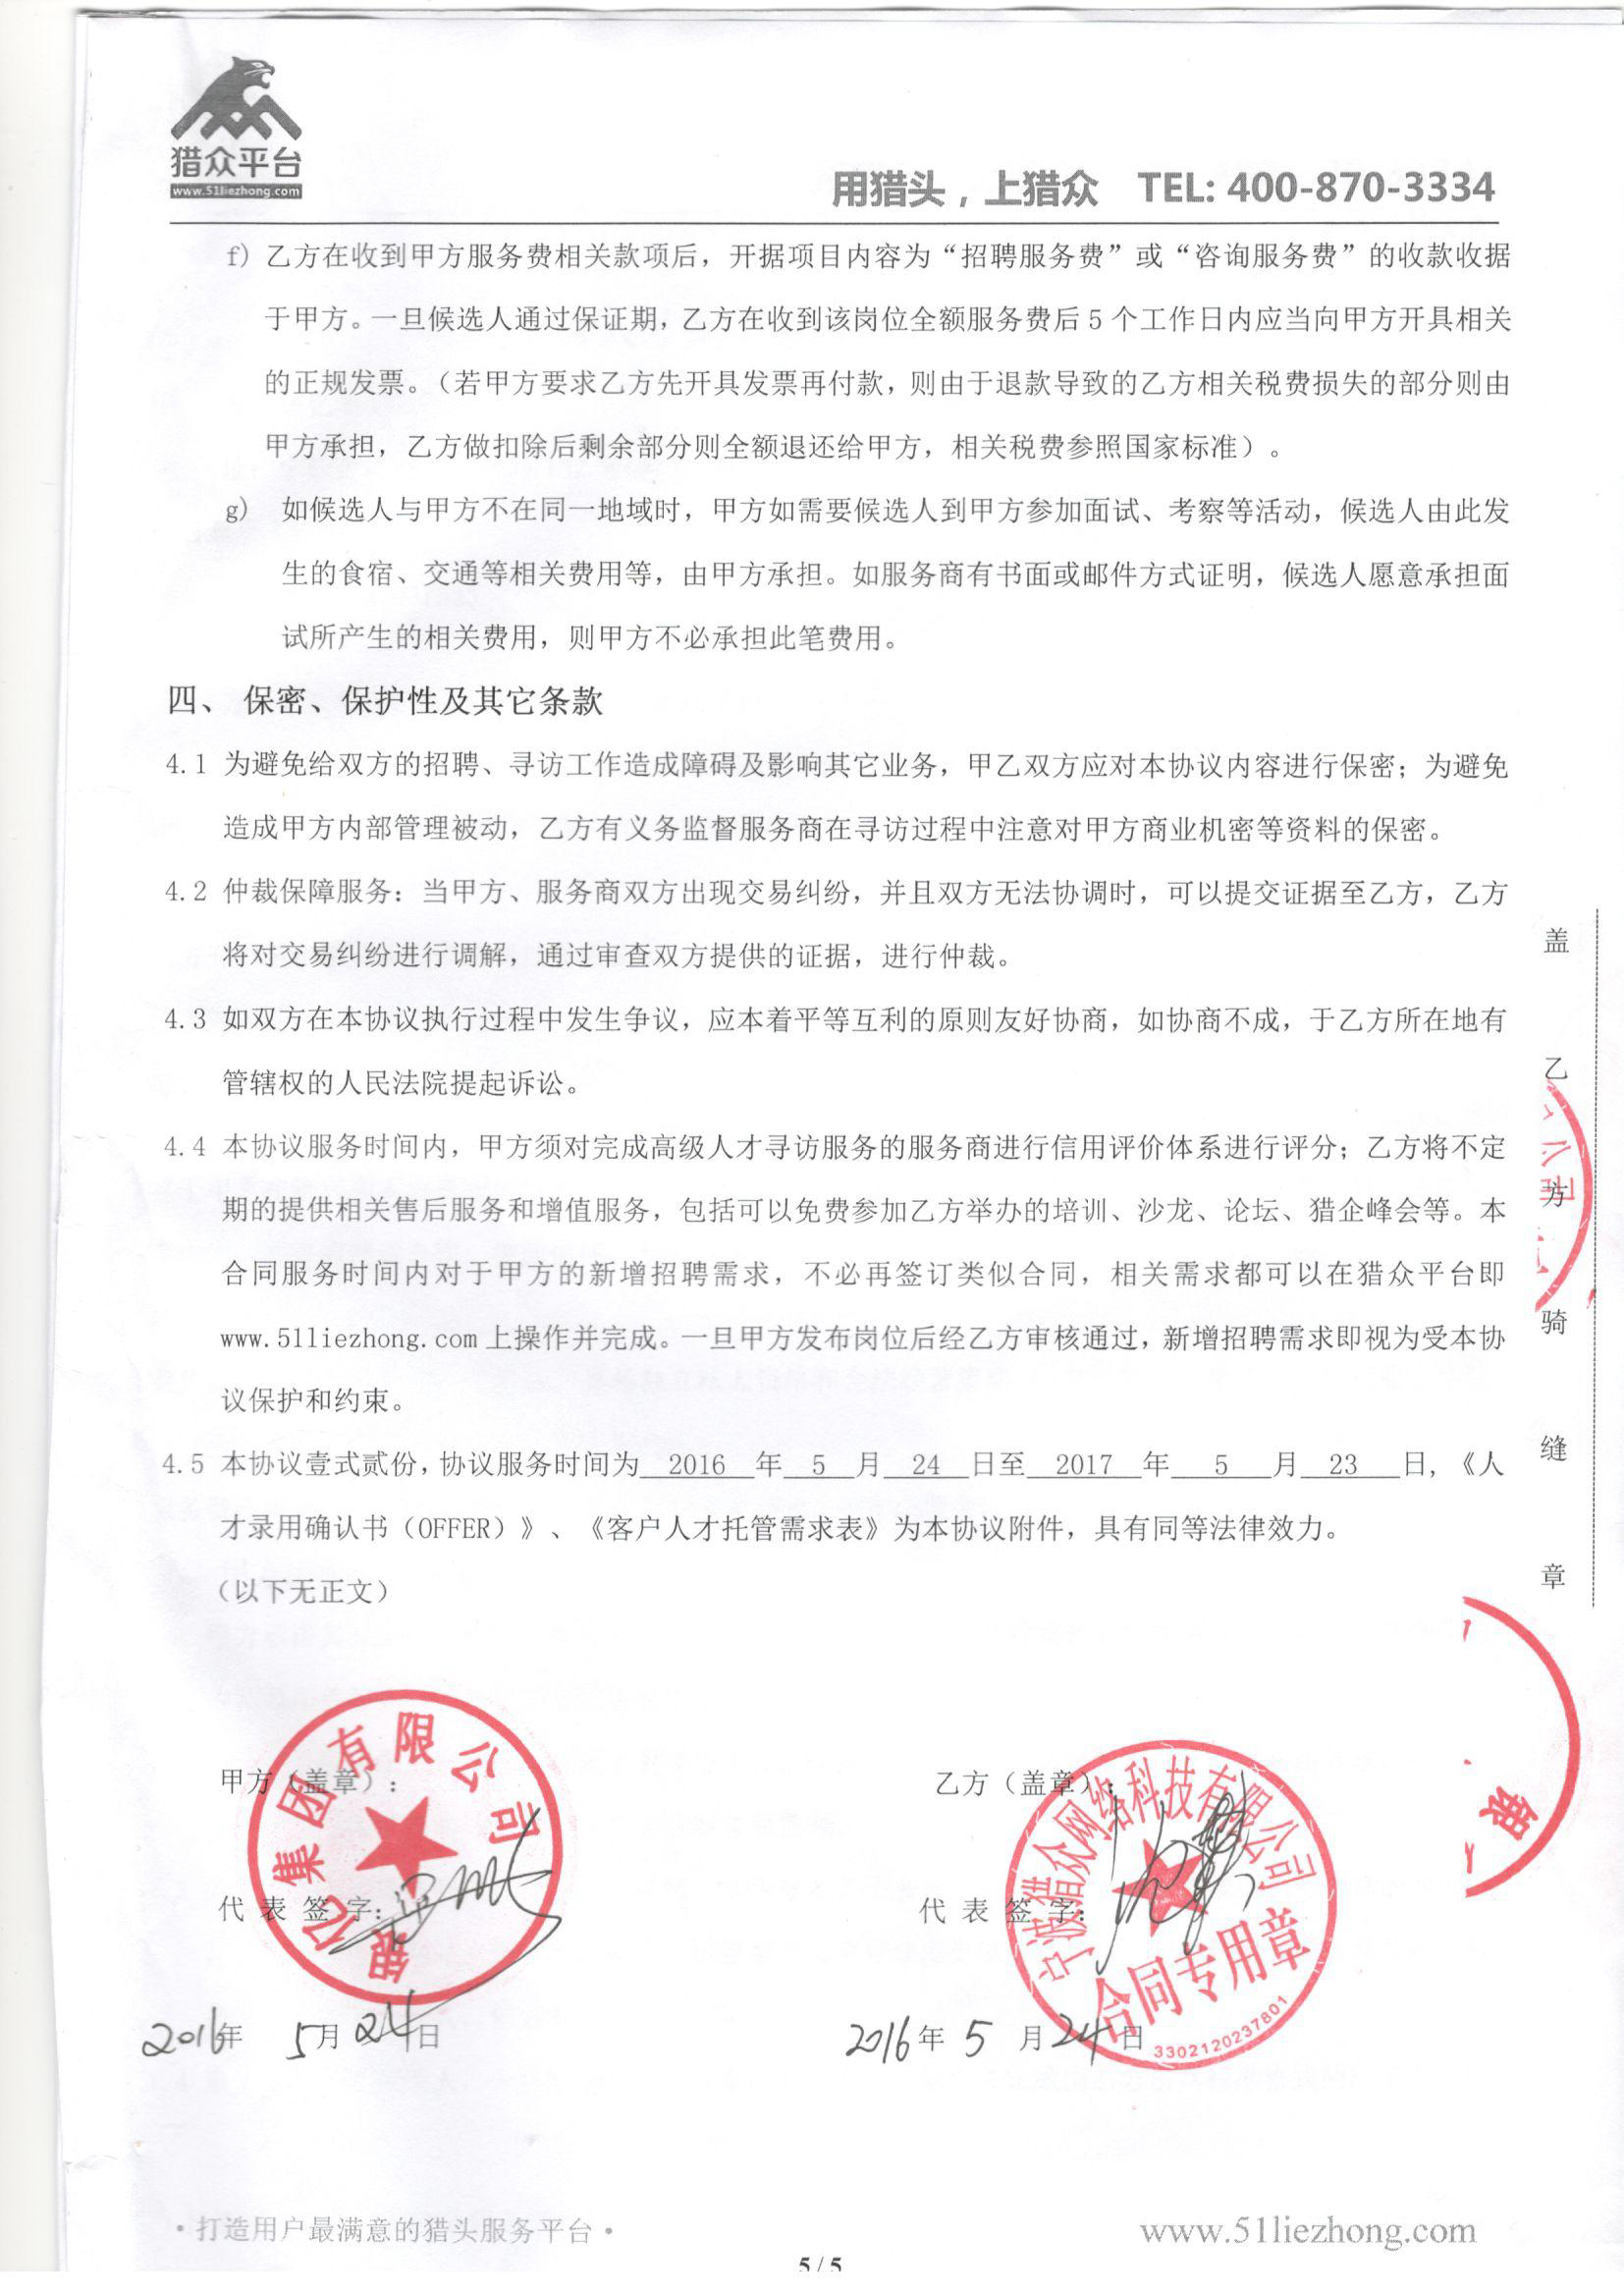 猎众平台
www.51liezhong.com
用猎头，上猎众 TEL: 400-870-3334
f) 乙方在收到甲方服务费相关款项后，开据项目内容为“招聘服务费”或“咨询服务费”的收款收据
于甲方。一旦候选人通过保证期，乙方在收到该岗位全额服务费后 5 个工作日内应当向甲方开具相关
的正规发票。（若甲方要求乙方先开具发票再付款，则由于退款导致的乙方相关税费损失的部分则由
甲方承担，乙方做扣除后剩余部分则全额退还给甲方，相关税费参照国家标准）。
g) 如候选人与甲方不在同一地域时，甲方如需要候选人到甲方参加面试、考察等活动，候选人由此发
生的食宿、交通等相关费用等，由甲方承担。如服务商有书面或邮件方式证明，候选人愿意承担面
试所产生的相关费用，则甲方不必承担此笔费用。
四、 保密、保护性及其它条款
4.1 为避免给双方的招聘、寻访工作造成障碍及影响其它业务，甲乙双方应对本协议内容进行保密；为避免
造成甲方内部管理被动，乙方有义务监督服务商在寻访过程中注意对甲方商业机密等资料的保密。
4.2 仲裁保障服务：当甲方、服务商双方出现交易纠纷，并且双方无法协调时，可以提交证据至乙方，乙方
将对交易纠纷进行调解，通过审查双方提供的证据，进行仲裁。
4.3 如双方在本协议执行过程中发生争议，应本着平等互利的原则友好协商，如协商不成，于乙方所在地有
管辖权的人民法院提起诉讼。
4.4 本协议服务时间内，甲方须对完成高级人才寻访服务的服务商进行信用评价体系进行评分；乙方将不定
期的提供相关售后服务和增值服务，包括可以免费参加乙方举办的培训、沙龙、论坛、猎企峰会等。本
合同服务时间内对于甲方的新增招聘需求，不必再签订类似合同，相关需求都可以在猎众平台即
www.51liezhong.com 上操作并完成。一旦甲方发布岗位后经乙方审核通过，新增招聘需求即视为受本协
议保护和约束。
4.5 本协议壹式贰份，协议服务时间为 2016 年 5 月 24 日至 2017 年 5 月 23 日，《人
才录用确认书（OFFER）》、《客户人才托管需求表》为本协议附件，具有同等法律效力。
（以下无正文）
盖乙方骑缝章
甲方（盖章）：
银亿集团有限公司
代 表 签 字：
2016年 5月 24日
乙方（盖章）：
宁波猎众网络科技有限公司
合同专用章
3302120237801
代 表 签 字：
2016年 5 月 24日
银
·打造用户最满意的猎头服务平台·
www.51liezhong.com
5 / 5